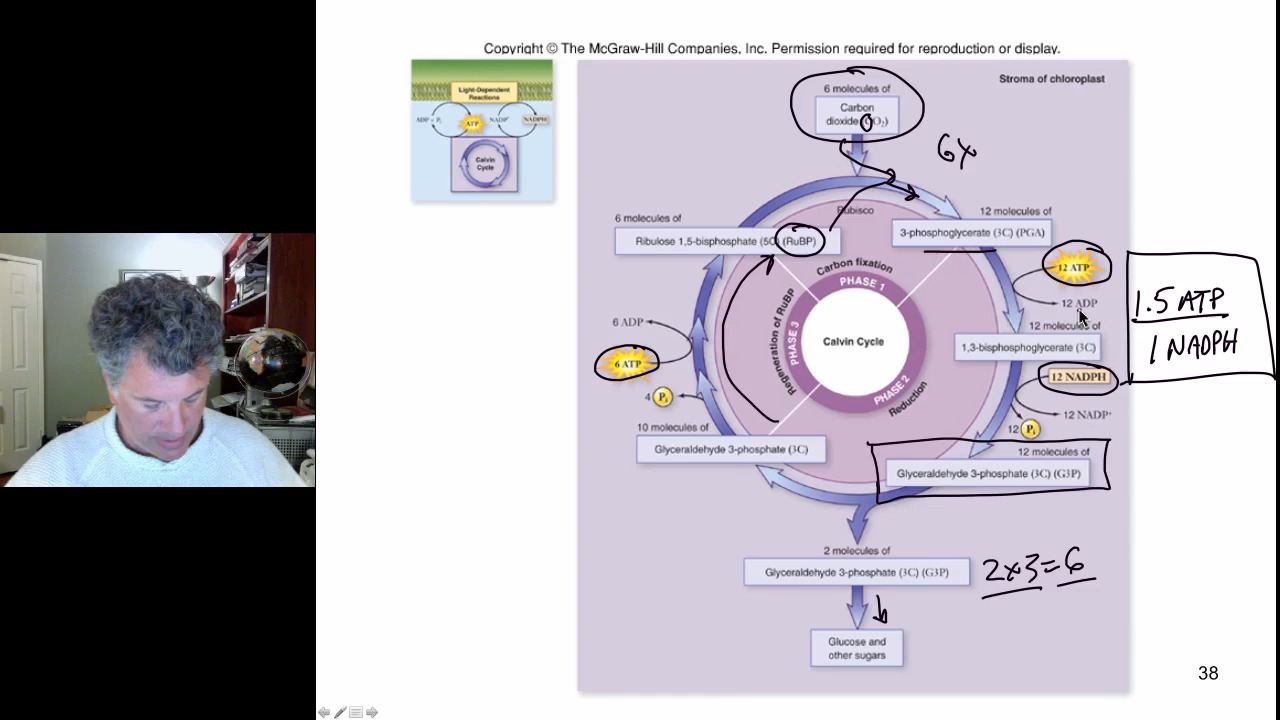 Copyright © The McGraw-Hill Companies, Inc. Permission required for reproduction or display.
Light-Dependent
Reactions
ADP + Pi
ATP
NADP+
NADPH
Calvin
Cycle
Stroma of chloroplast
6 molecules of
Carbon
dioxide (CO2)
6x
Rubisco
6 molecules of
Ribulose 1,5-bisphosphate (5C) (RuBP)
12 molecules of
3-phosphoglycerate (3C) (PGA)
Carbon fixation
PHASE 1
12 ATP
12 ADP
1.5 ATP
1 NADPH
12 molecules of
1,3-bisphosphoglycerate (3C)
12 NADPH
12 NADP+
12 Pi
Calvin Cycle
PHASE 2
Reduction
PHASE 3
Regeneration of RuBP
6 ADP
6 ATP
4 Pi
10 molecules of
Glyceraldehyde 3-phosphate (3C)
12 molecules of
Glyceraldehyde 3-phosphate (3C) (G3P)
2 molecules of
Glyceraldehyde 3-phosphate (3C) (G3P)
2x3=6
Glucose and
other sugars
38